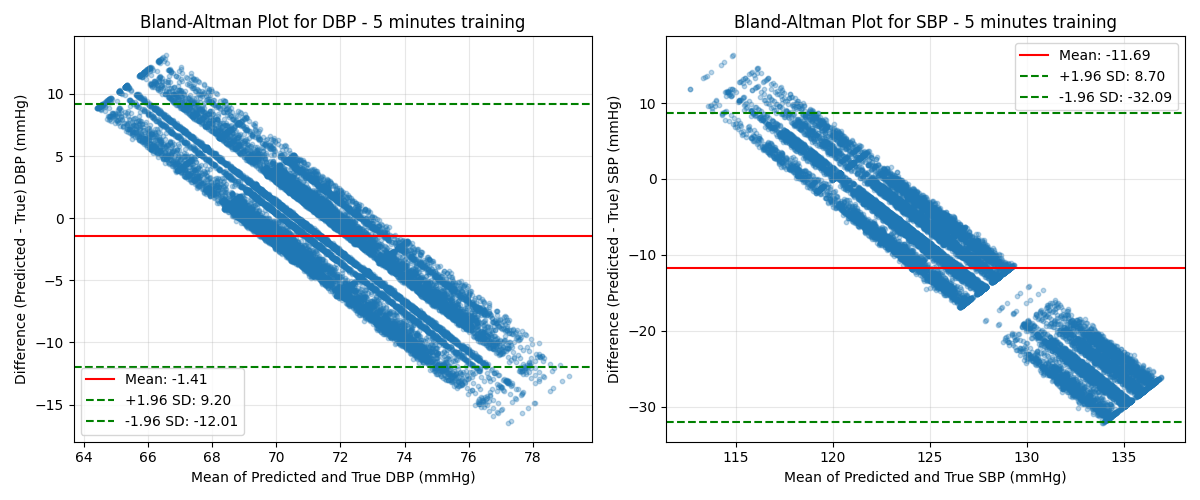 Bland-Altman Plot for DBP - 5 minutes training
Difference (Predicted - True) DBP (mmHg)
10
5
0
−5
−10
−15
Mean: -1.41
+1.96 SD: 9.20
-1.96 SD: -12.01
64 66 68 70 72 74 76 78
Mean of Predicted and True DBP (mmHg)
Bland-Altman Plot for SBP - 5 minutes training
Difference (Predicted - True) SBP (mmHg)
Mean: -11.69
+1.96 SD: 8.70
-1.96 SD: -32.09
10
0
−10
−20
−30
115 120 125 130 135
Mean of Predicted and True SBP (mmHg)